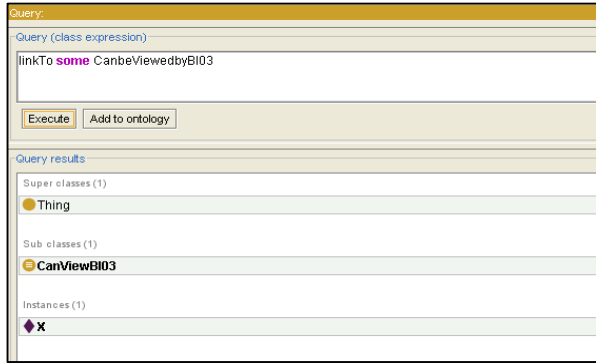 Query:
Query (class expression)
linkTo some CanbeViewedbyBI03
Execute Add to ontology
Query results
Super classes (1)
Thing
Sub classes (1)
CanViewBI03
Instances (1)
X